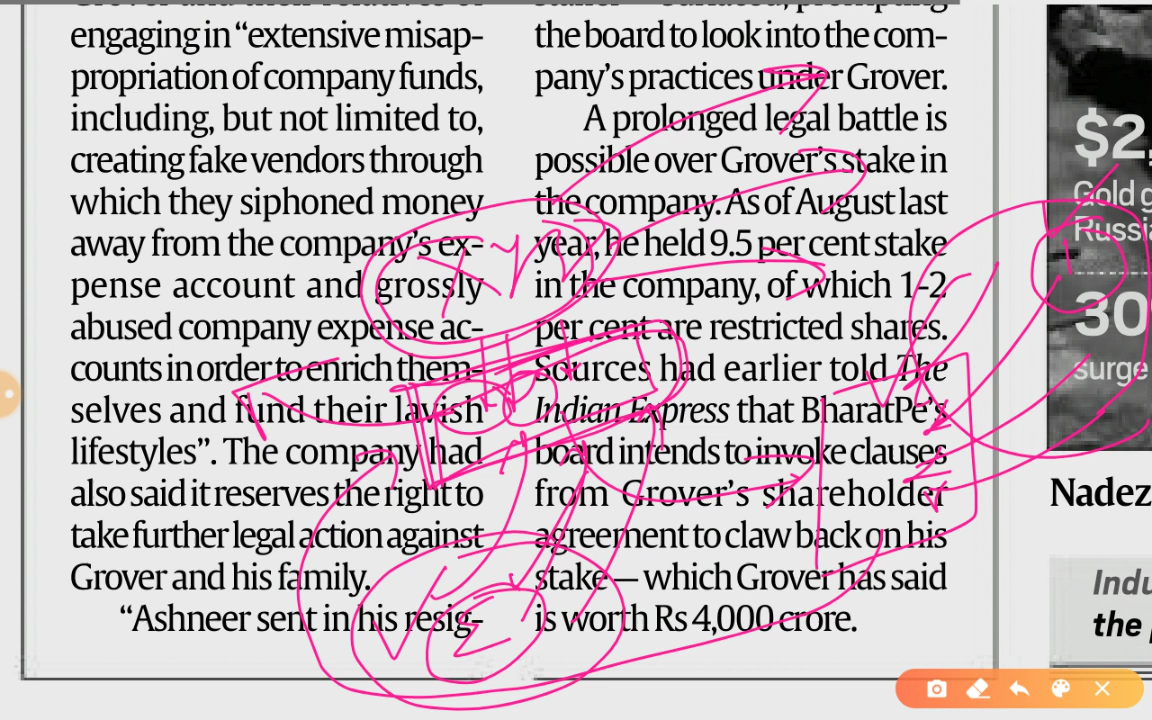 engaging in “extensive misap-
propriation of company funds,
including, but not limited to,
creating fake vendors through
which they siphoned money
away from the company’s ex-
pense account and grossly
abused company expense ac-
counts in order to enrich them-
selves and fund their lavish
lifestyles”. The company had
also said it reserves the right to
take further legal action against
Grover and his family.
“Ashneer sent in his resig-
the board to look into the com-
pany’s practices under Grover.
A prolonged legal battle is
possible over Grover’s stake in
the company. As of August last
year, he held 9.5 per cent stake
in the company, of which 1-2
per cent are restricted shares.
Sources had earlier told The
Indian Express that BharatPe’s
board intends to invoke clauses
from Grover’s shareholder
agreement to claw back on his
stake — which Grover has said
is worth Rs 4,000 crore.
$2.
Gold g
Russia
30
surge
Nadez
Indu
the p